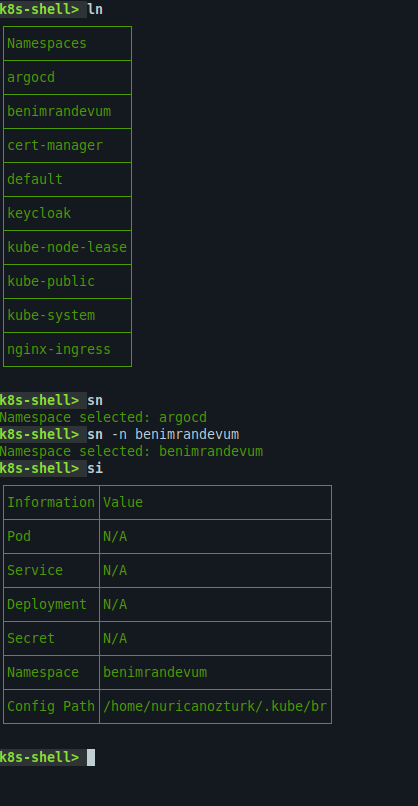 k8s-shell> ln
Namespaces
argocd
benimrandevum
cert-manager
default
keycloak
kube-node-lease
kube-public
kube-system
nginx-ingress
k8s-shell> sn
Namespace selected: argocd
k8s-shell> sn -n benimrandevum
Namespace selected: benimrandevum
k8s-shell> si
Information Value
Pod N/A
Service N/A
Deployment N/A
Secret N/A
Namespace benimrandevum
Config Path /home/nuricanozturk/.kube/br
k8s-shell>